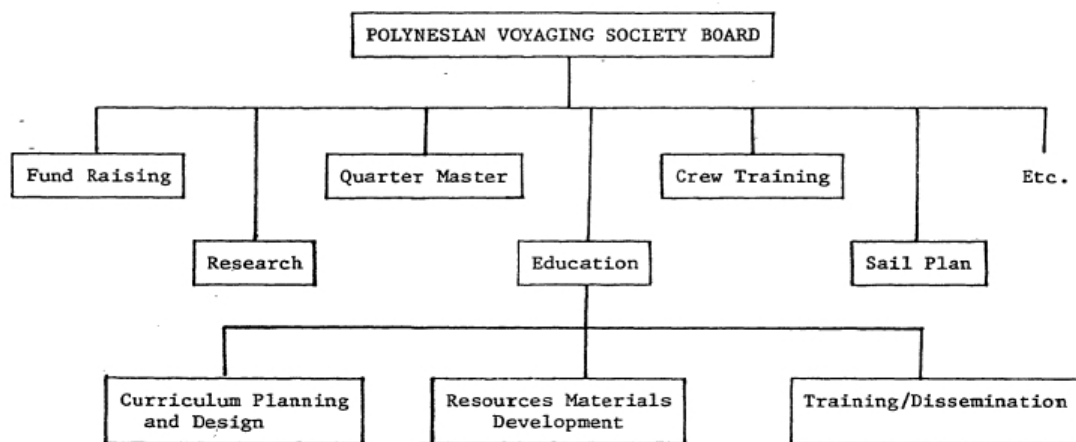 POLYNESIAN VOYAGING SOCIETY BOARD
Fund Raising
Quarter Master
Crew Training
Etc.
Research
Education
Sail Plan
Curriculum Planning
and Design
Resources Materials
Development
Training/Dissemination